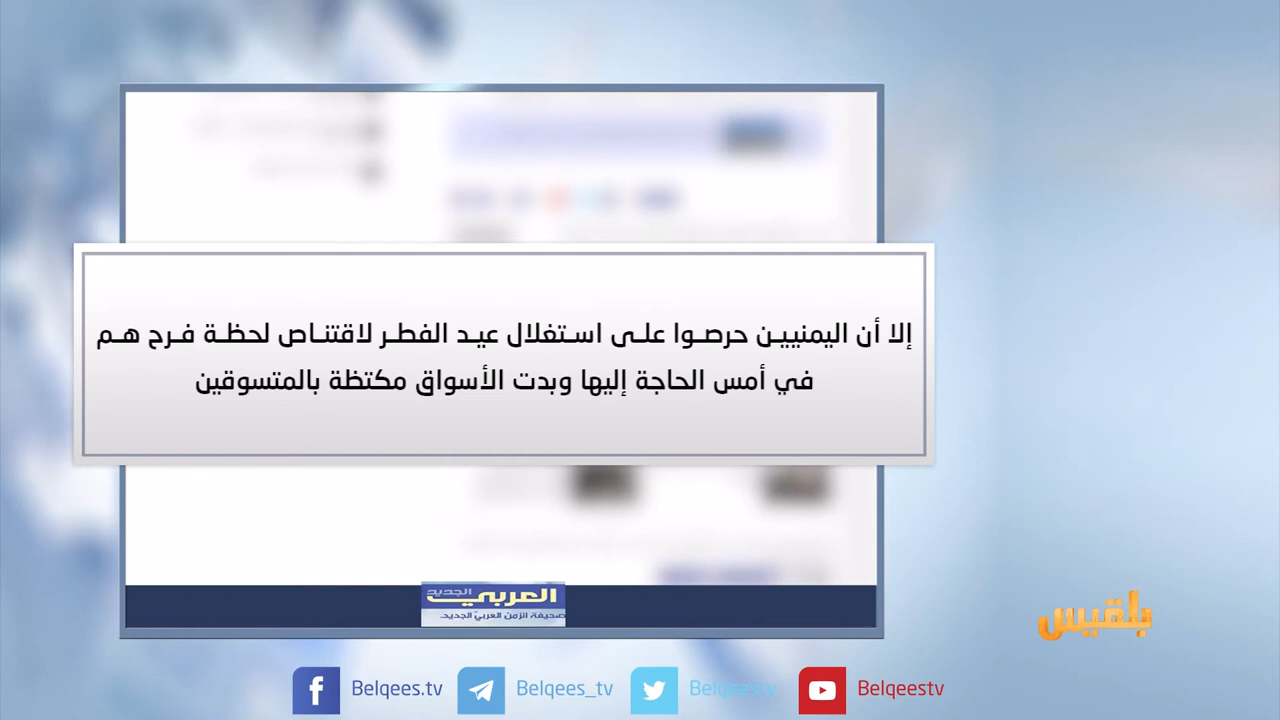 إلا أن اليمنيين حرصوا على استغلال عيد الفطر لاقتناص لحظة فرح هم
في أمس الحاجة إليها وبدت الأسواق مكتظة بالمتسوقين
العربي الجديد
صحيفة الزمن العربيّ الجديد.
بلقيس
Belqees.tv
Belqees_tv
Belqeestv
Belqeestv